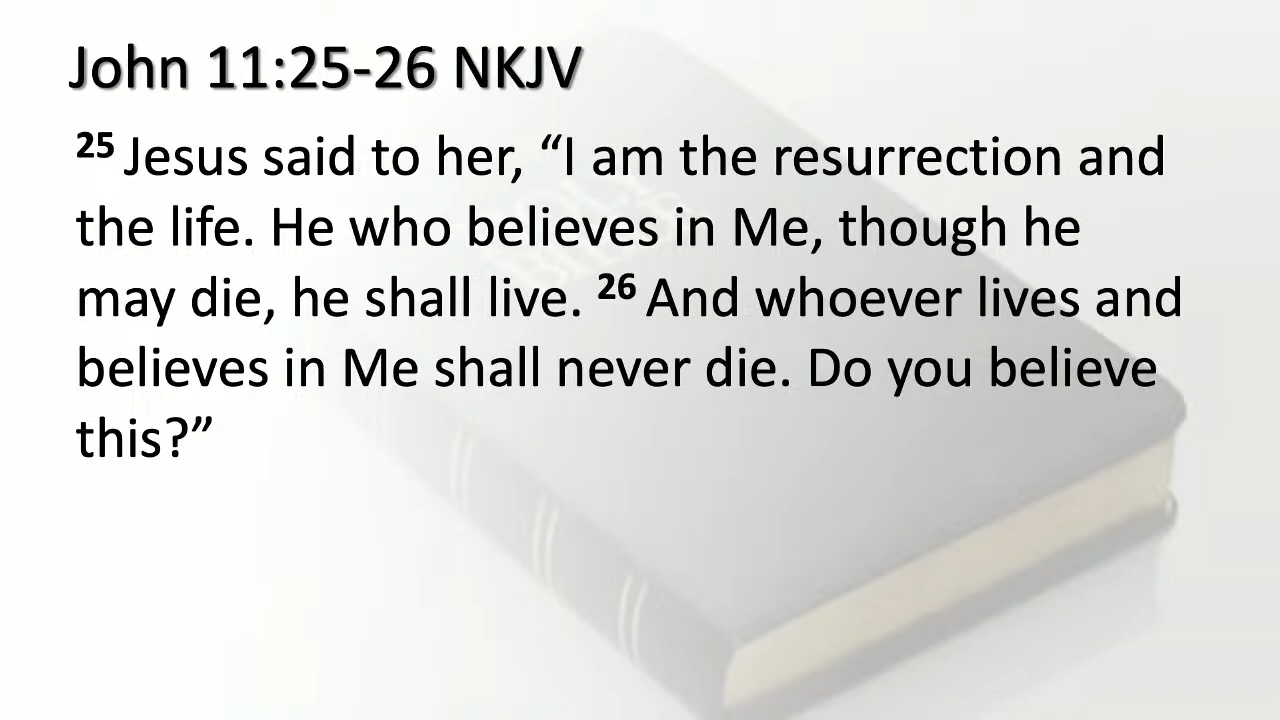 John 11:25-26 NKJV
25 Jesus said to her, “I am the resurrection and
the life. He who believes in Me, though he
may die, he shall live. 26 And whoever lives and
believes in Me shall never die. Do you believe
this?”